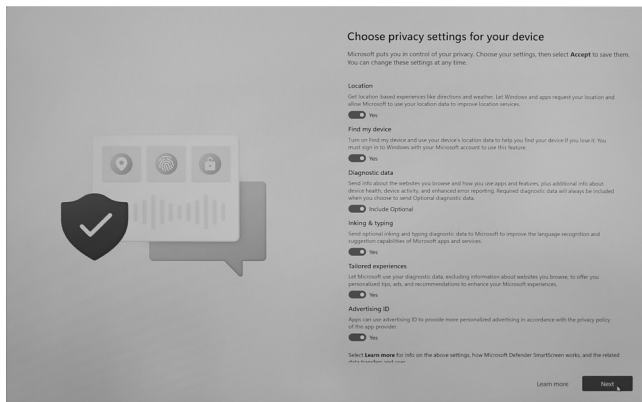 Choose privacy settings for your device
Microsoft puts you in control of your privacy. Choose your settings, then select Accept to save them.
You can change these settings at any time.
Location
Get location-based experiences like directions and weather. Let Windows and apps request your location and
allow Microsoft to use your location data to improve location services.
Yes
Find my device
Turn on Find my device and use your device's location data to help you find your device if you lose it. You
must sign in to Windows with your Microsoft account to use this feature.
Yes
Diagnostic data
Send info about the websites you browse and how you use apps and features, plus additional info about
device health, device activity, and enhanced error reporting. Required diagnostic data will always be included
when you choose to send Optional diagnostic data.
Include Optional
Inking & typing
Send optional inking and typing diagnostic data to Microsoft to improve the language recognition and
suggestion capabilities of Microsoft apps and services.
Yes
Tailored experiences
Let Microsoft use your diagnostic data, excluding information about websites you browse, to offer you
personalized tips, ads, and recommendations to enhance your Microsoft experiences.
Yes
Advertising ID
Apps can use advertising ID to provide more personalized advertising in accordance with the privacy policy
of the app provider.
Yes
Select Learn more for info on the above settings, how Microsoft Defender SmartScreen works, and the related
data transfers and uses.
Learn more
Next